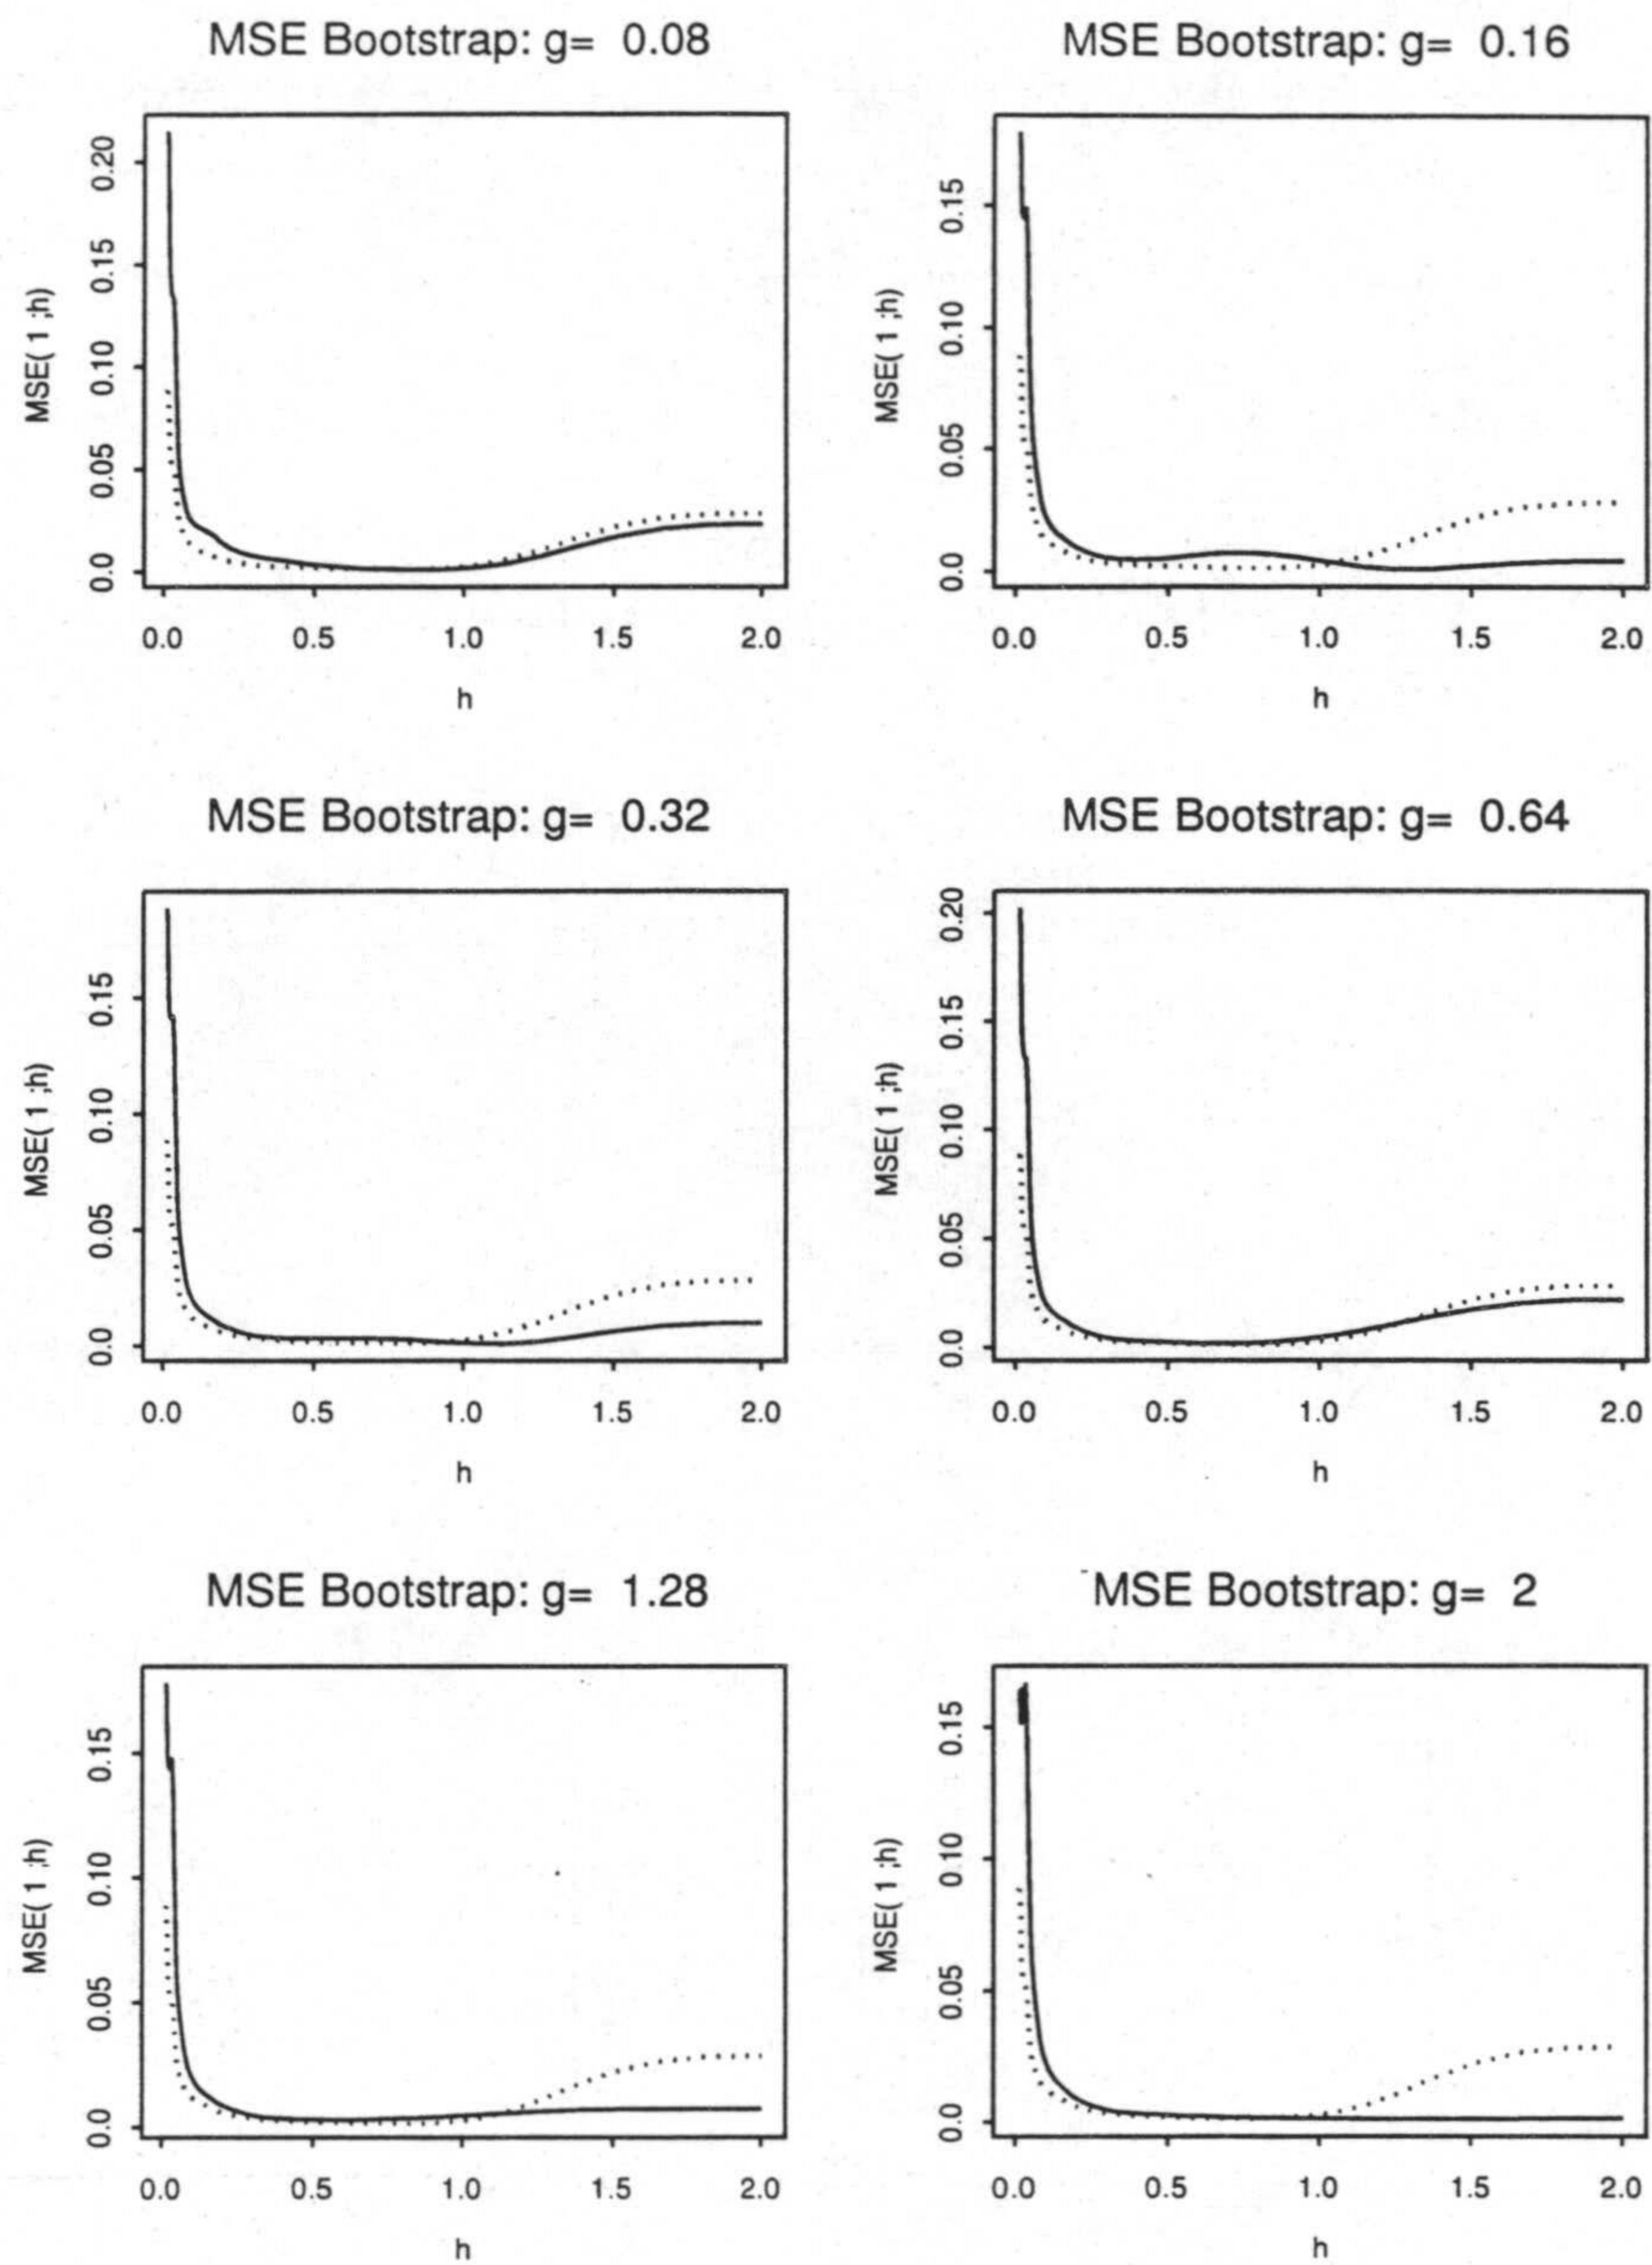 MSE Bootstrap: g= 0.08
MSE( 1 ;h)
0.20
0.15
0.10
0.05
0.0
0.0 0.5 1.0 1.5 2.0
h
MSE Bootstrap: g= 0.16
MSE( 1 ;h)
0.15
0.10
0.05
0.0
0.0 0.5 1.0 1.5 2.0
h
MSE Bootstrap: g= 0.32
MSE( 1 ;h)
0.15
0.10
0.05
0.0
0.0 0.5 1.0 1.5 2.0
h
MSE Bootstrap: g= 0.64
MSE( 1 ;h)
0.20
0.15
0.10
0.05
0.0
0.0 0.5 1.0 1.5 2.0
h
MSE Bootstrap: g= 1.28
MSE( 1 ;h)
0.15
0.10
0.05
0.0
0.0 0.5 1.0 1.5 2.0
h
MSE Bootstrap: g= 2
MSE( 1 ;h)
0.15
0.10
0.05
0.0
0.0 0.5 1.0 1.5 2.0
h